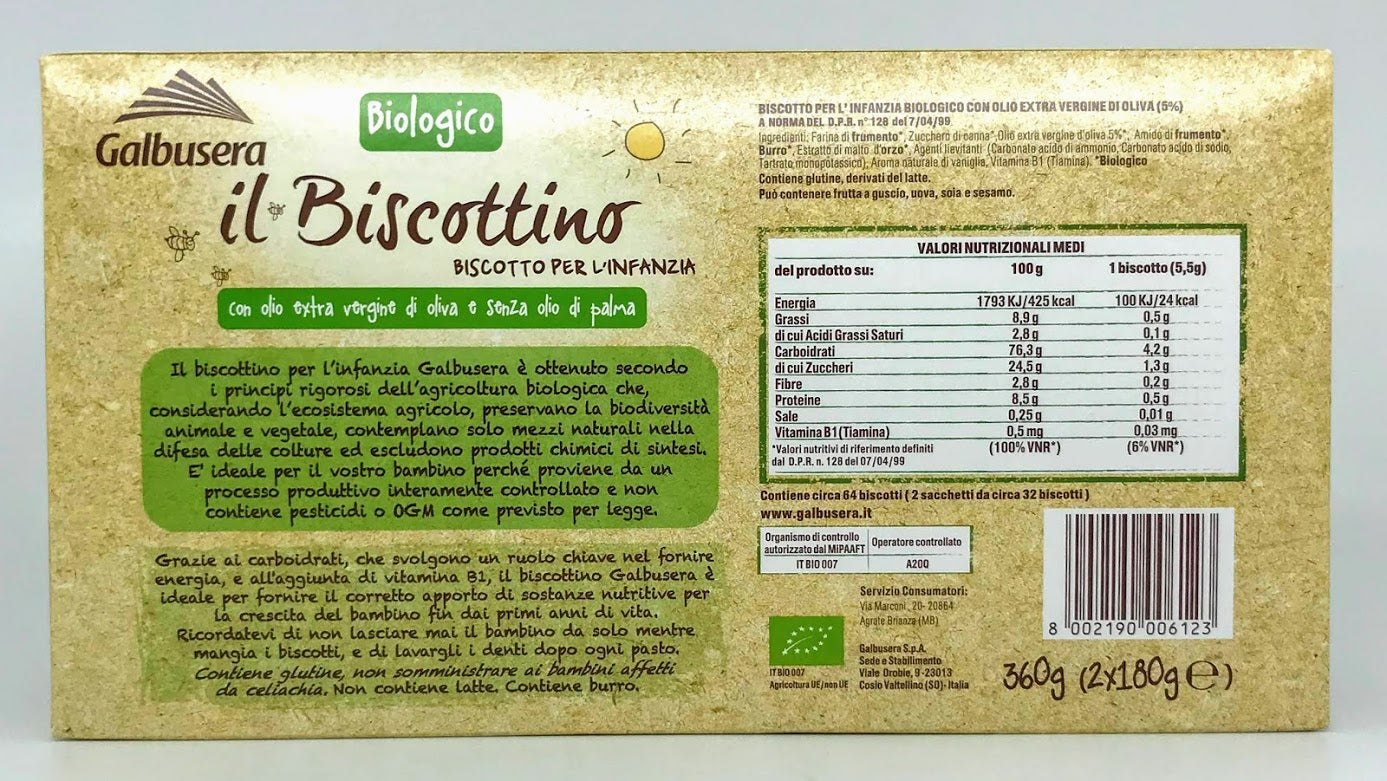 Galbusera
Biologico
il Biscottino
BISCOTTO PER L'INFANZIA
con olio extra vergine di oliva e senza olio di palma
Il biscottino per l'infanzia Galbusera è ottenuto secondo
i principi rigorosi dell'agricoltura biologica che,
considerando l'ecosistema agricolo, preservano la biodiversità
animale e vegetale, contemplano solo mezzi naturali nella
difesa delle colture ed escludono prodotti chimici di sintesi.
E' ideale per il vostro bambino perché proviene da un
processo produttivo interamente controllato e non
contiene pesticidi o OGM come previsto per legge.
Grazie ai carboidrati, che svolgono un ruolo chiave nel fornire
energia, e all'aggiunta di vitamina B1, il biscottino Galbusera è
ideale per fornire il corretto apporto di sostanze nutritive per
la crescita del bambino fin dai primi anni di vita.
Ricordatevi di non lasciare mai il bambino da solo mentre
mangia i biscotti, e di lavargli i denti dopo ogni pasto.
Contiene glutine, non somministrare ai bambini affetti
da celiachia. Non contiene latte. Contiene burro.
BISCOTTO PER L' INFANZIA BIOLOGICO CON OLIO EXTRA VERGINE DI OLIVA (5%)
A NORMA DEL D.P.R. n° 128 del 7/04/99
Ingredienti: Farina di frumento*, Zucchero di canna*, Olio extra vergine d'oliva 5%*, Amido di frumento*,
Burro*, Estratto di malto d'orzo*, Agenti lievitanti (Carbonato acido di ammonio, Carbonato acido di sodio,
Tartrato monopotassico), Aroma naturale di vaniglia, Vitamina B1 (Tiamina). *Biologico
Contiene glutine, derivati del latte.
Può contenere frutta a guscio, uova, soia e sesamo.
VALORI NUTRIZIONALI MEDI
del prodotto su: 100 g 1 biscotto (5,5g)
Energia 1793 KJ/425 kcal 100 KJ/24 kcal
Grassi 8,9 g 0,5 g
di cui Acidi Grassi Saturi 2,8 g 0,1 g
Carboidrati 76,3 g 4,2 g
di cui Zuccheri 24,5 g 1,3 g
Fibre 2,8 g 0,2 g
Proteine 8,5 g 0,5 g
Sale 0,25 g 0,01 g
Vitamina B1 (Tiamina) 0,5 mg 0,03 mg
*Valori nutritivi di riferimento definiti (100% VNR*) (6% VNR*)
dal D.P.R. n. 128 del 07/04/99
Contiene circa 64 biscotti ( 2 sacchetti da circa 32 biscotti )
www.galbusera.it
Organismo di controllo
autorizzato dal MiPAAFT Operatore controllato
IT BIO 007 A20Q
Servizio Consumatori:
Via Marconi, 20- 20864
Agrate Brianza (MB)
Galbusera S.p.A.
Sede e Stabilimento
Viale Orobie, 9 -23013
Cosio Valtellino (SO)- Italia
IT BIO 007
Agricoltura UE/non UE
8 002190 006123
360g (2x180g e)